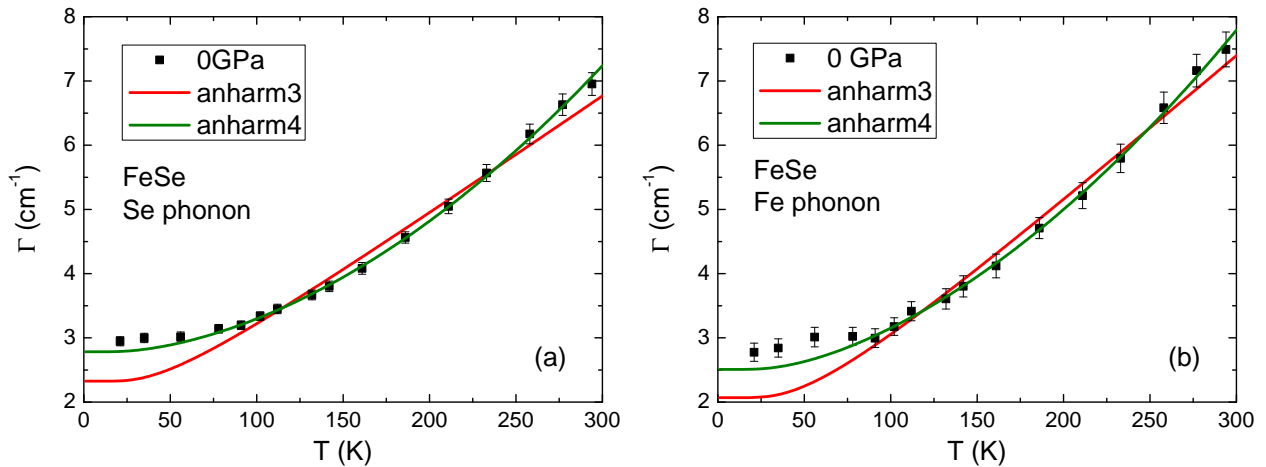 8
7
6
5
4
3
2
0 50 100 150 200 250 300
Γ (cm⁻¹)
T (K)
0GPa
anharm3
anharm4
FeSe
Se phonon
(a)
8
7
6
5
4
3
2
0 50 100 150 200 250 300
Γ (cm⁻¹)
T (K)
0 GPa
anharm3
anharm4
FeSe
Fe phonon
(b)